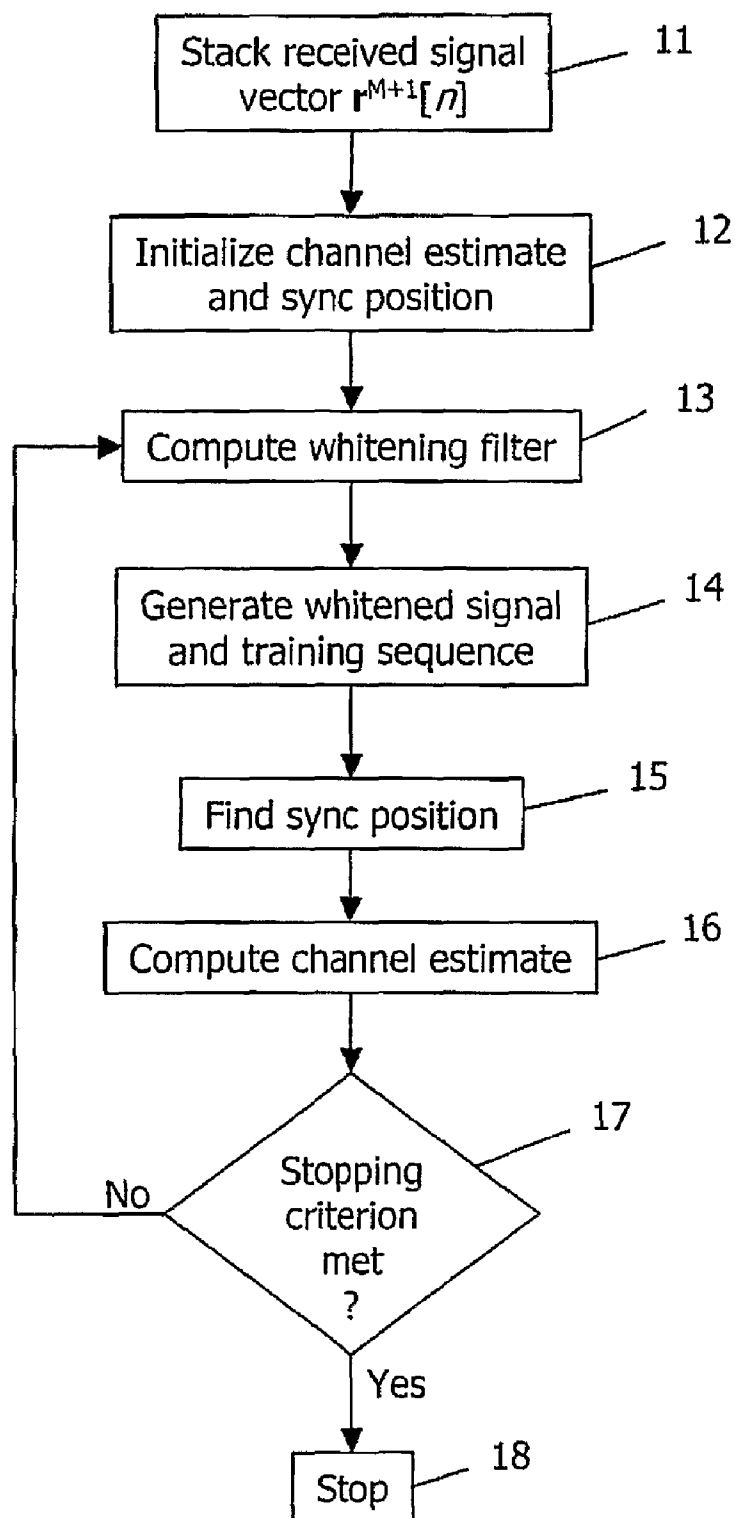 Stack received signal
vector r^M+1[n]
11
Initialize channel estimate
and sync position
12
Compute whitening filter
13
Generate whitened signal
and training sequence
14
Find sync position
15
Compute channel estimate
16
Stopping
criterion
met
?
17
No
Yes
Stop
18